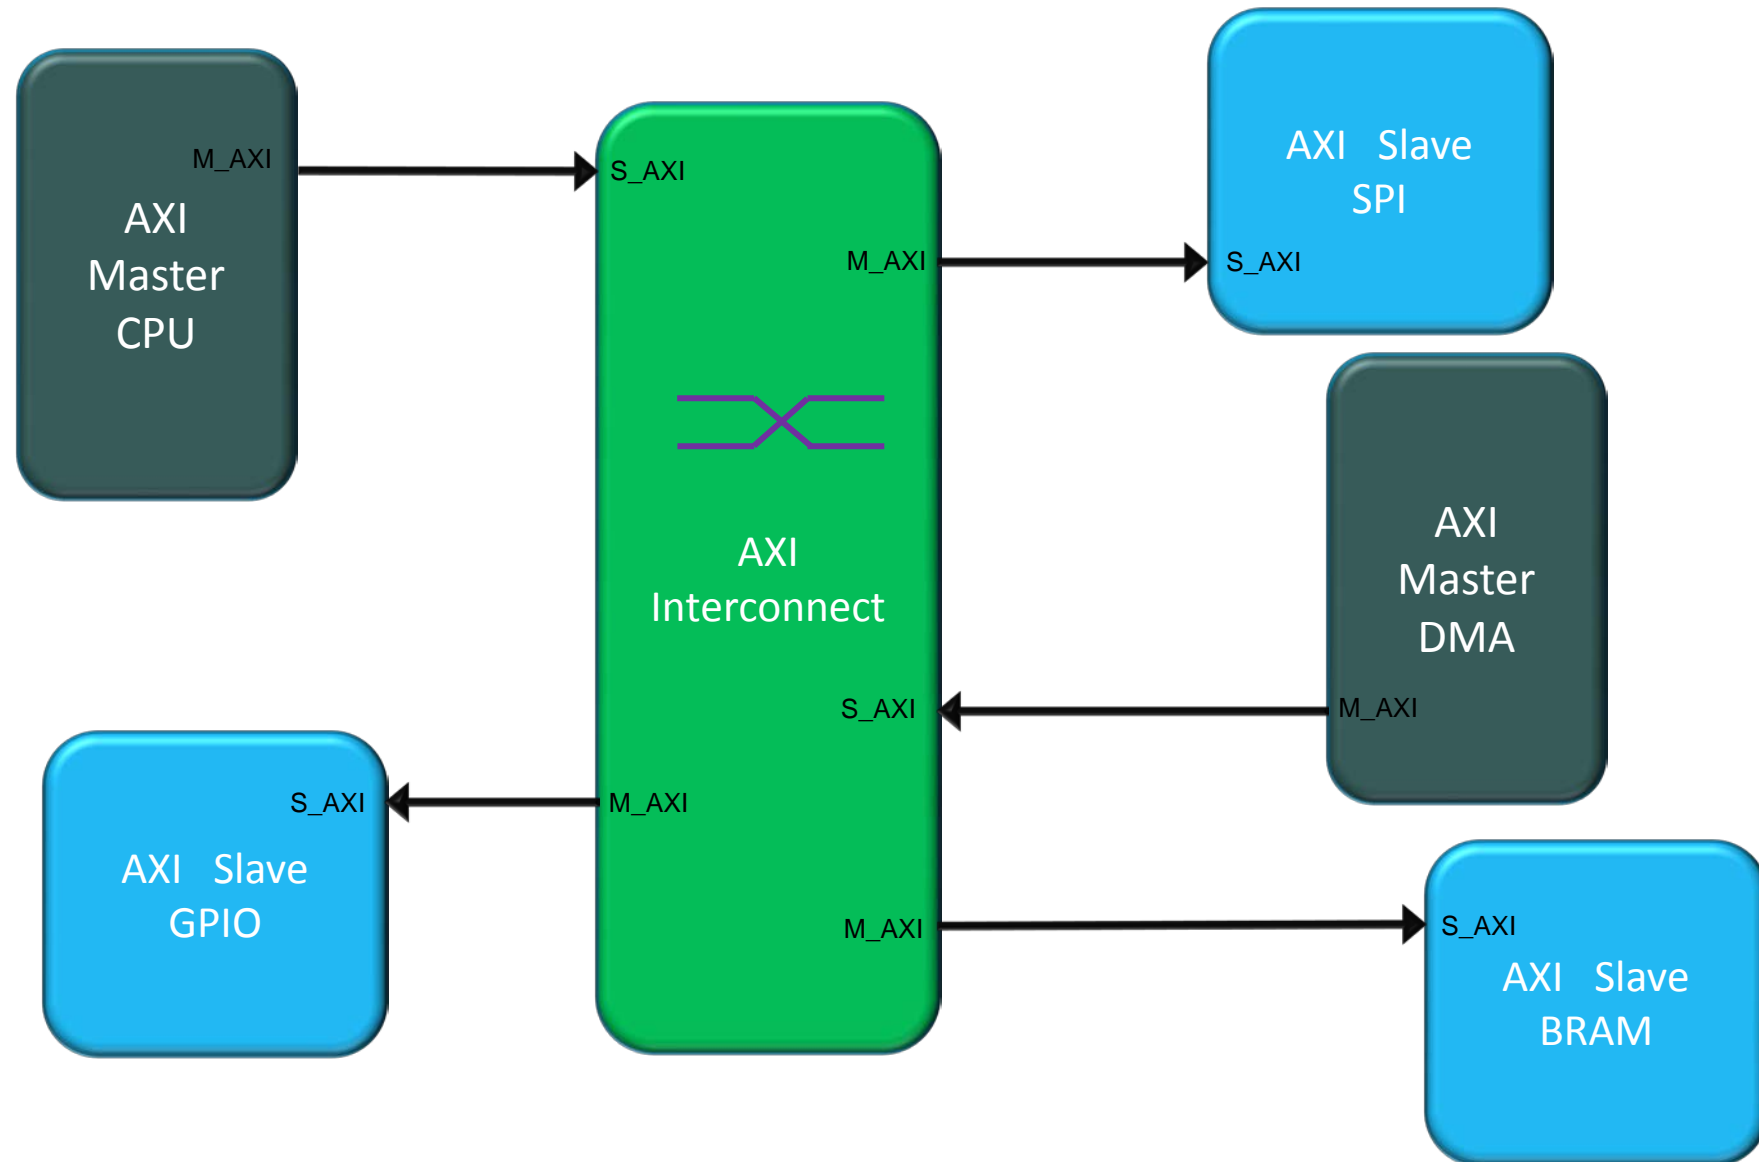 M_AXI
AXI
Master
CPU
S_AXI
M_AXI
AXI
Interconnect
S_AXI
M_AXI
M_AXI
AXI   Slave
SPI
S_AXI
AXI
Master
DMA
M_AXI
S_AXI
AXI   Slave
GPIO
S_AXI
AXI   Slave
BRAM